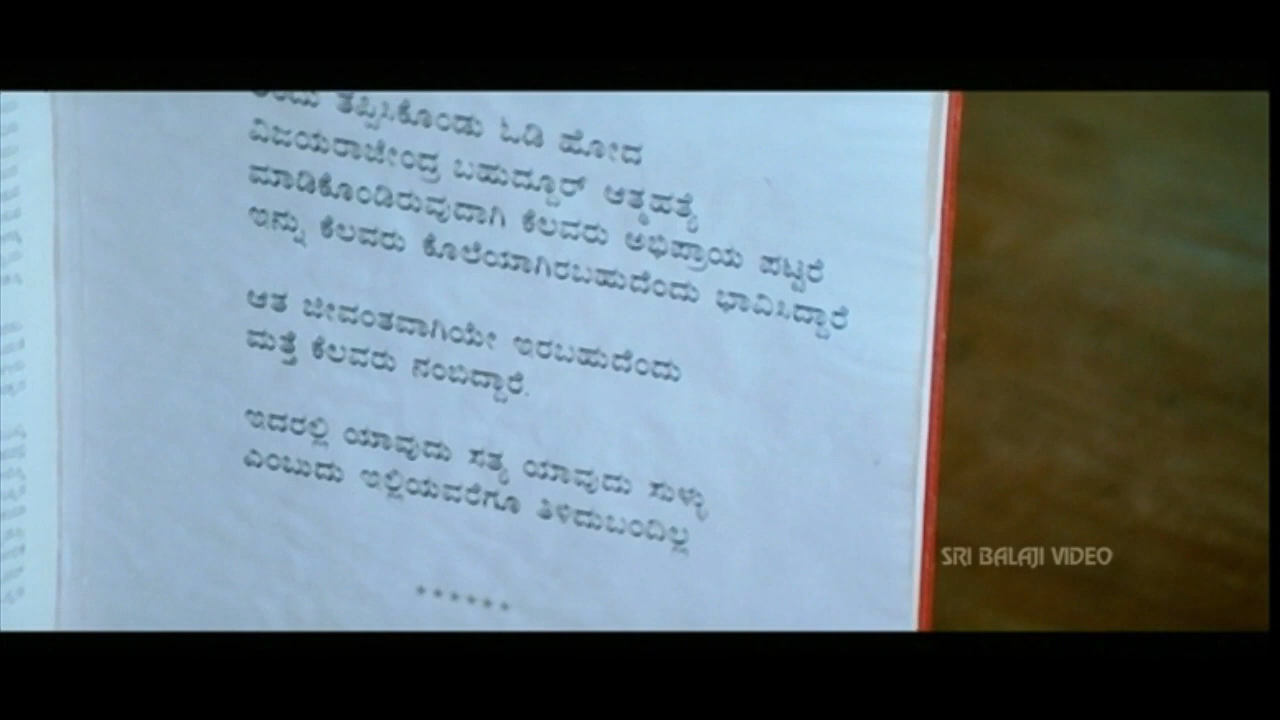 ತಪ್ಪಿಸಿಕೊಂಡು ಓಡಿ ಹೋದ
ವಿಜಯರಾಜೇಂದ್ರ ಬಹುದ್ದೂರ್ ಆತ್ಮಹತ್ಯೆ
ಮಾಡಿಕೊಂಡಿರುವುದಾಗಿ ಕೆಲವರು ಅಭಿಪ್ರಾಯ ಪಟ್ಟರೆ
ಇನ್ನು ಕೆಲವರು ಕೊಲೆಯಾಗಿರಬಹುದೆಂದು ಭಾವಿಸಿದ್ದಾರೆ
ಆತ ಜೀವಂತವಾಗಿಯೇ ಇರಬಹುದೆಂದು
ಮತ್ತೆ ಕೆಲವರು ನಂಬಿದ್ದಾರೆ.
ಇದರಲ್ಲಿ ಯಾವುದು ಸತ್ಯ ಯಾವುದು ಸುಳ್ಳು
ಎಂಬುದು ಇಲ್ಲಿಯವರೆಗೂ ತಿಳಿದುಬಂದಿಲ್ಲ
******
SRI BALAJI VIDEO